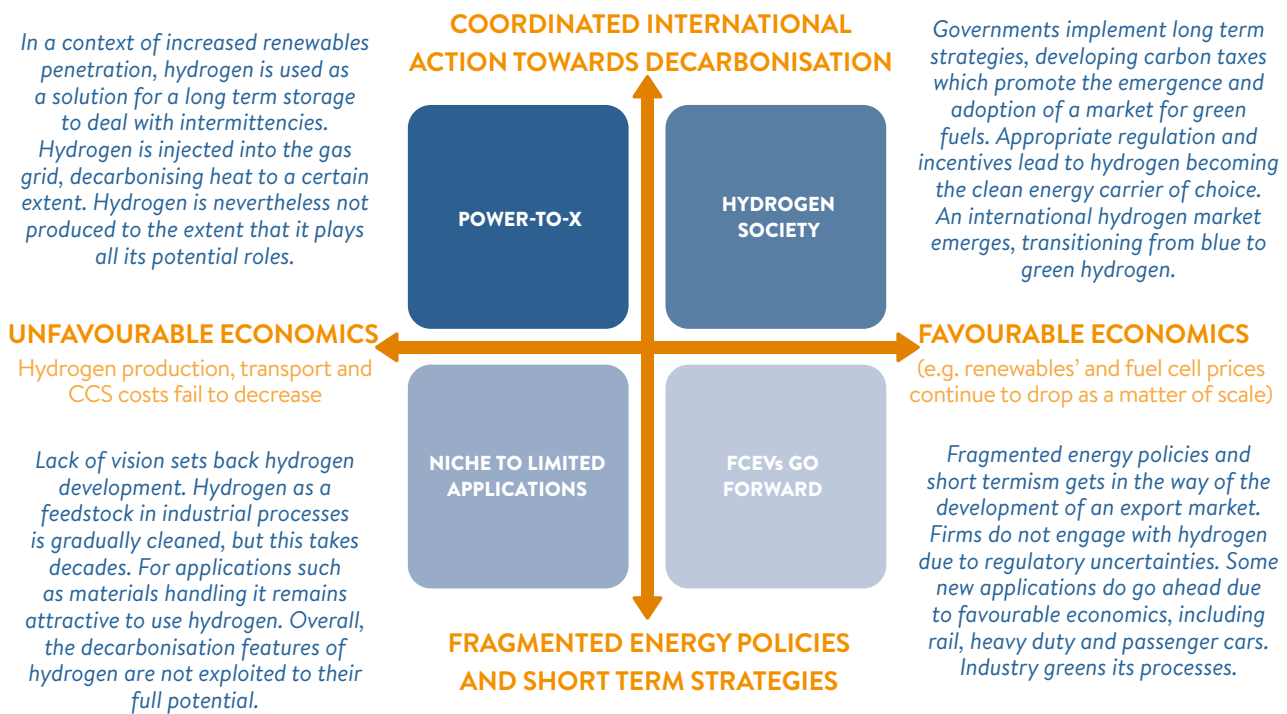 COORDINATED INTERNATIONAL
ACTION TOWARDS DECARBONISATION
In a context of increased renewables
penetration, hydrogen is used as
a solution for a long term storage
to deal with intermittencies.
Hydrogen is injected into the gas
grid, decarbonising heat to a certain
extent. Hydrogen is nevertheless not
produced to the extent that it plays
all its potential roles.
POWER-TO-X
HYDROGEN
SOCIETY
Governments implement long term
strategies, developing carbon taxes
which promote the emergence and
adoption of a market for green
fuels. Appropriate regulation and
incentives lead to hydrogen becoming
the clean energy carrier of choice.
An international hydrogen market
emerges, transitioning from blue to
green hydrogen.
UNFAVOURABLE ECONOMICS
Hydrogen production, transport and
CCS costs fail to decrease
FAVOURABLE ECONOMICS
(e.g. renewables' and fuel cell prices
continue to drop as a matter of scale)
Lack of vision sets back hydrogen
development. Hydrogen as a
feedstock in industrial processes
is gradually cleaned, but this takes
decades. For applications such
as materials handling it remains
attractive to use hydrogen. Overall,
the decarbonisation features of
hydrogen are not exploited to their
full potential.
NICHE TO LIMITED
APPLICATIONS
FCEVs GO
FORWARD
Fragmented energy policies and
short termism gets in the way of the
development of an export market.
Firms do not engage with hydrogen
due to regulatory uncertainties. Some
new applications do go ahead due
to favourable economics, including
rail, heavy duty and passenger cars.
Industry greens its processes.
FRAGMENTED ENERGY POLICIES
AND SHORT TERM STRATEGIES